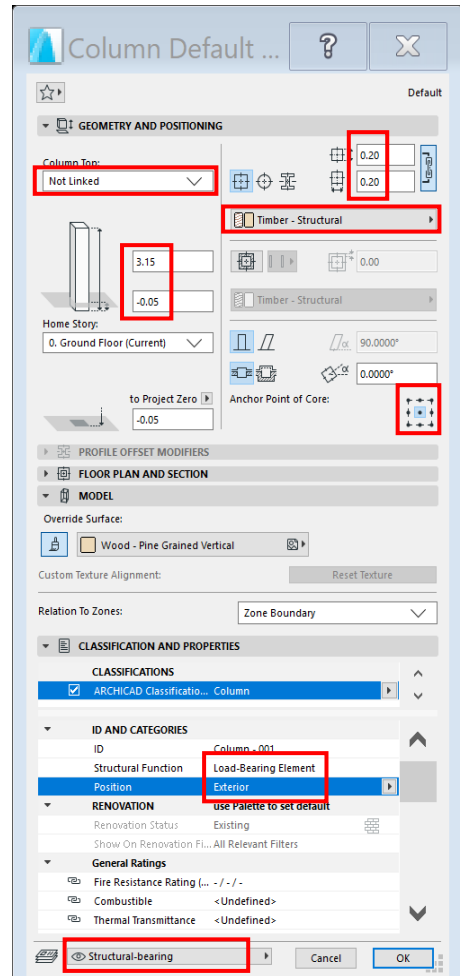 Column Default ...
?
Default
GEOMETRY AND POSITIONING
Column Top:
Not Linked
0.20
0.20
Timber - Structural
3.15
-0.05
0.00
Timber - Structural
Home Story:
0. Ground Floor (Current)
α 90.0000°
α 0.0000°
to Project Zero
-0.05
Anchor Point of Core:
PROFILE OFFSET MODIFIERS
FLOOR PLAN AND SECTION
MODEL
Override Surface:
Wood - Pine Grained Vertical
Custom Texture Alignment: Reset Texture
Relation To Zones: Zone Boundary
CLASSIFICATION AND PROPERTIES
CLASSIFICATIONS
ARCHICAD Classificatio... Column
ID AND CATEGORIES
ID Column - 001
Structural Function Load-Bearing Element
Position Exterior
RENOVATION use Palette to set default
Renovation Status Existing
Show On Renovation Fi... All Relevant Filters
General Ratings
Fire Resistance Rating (... - / - / -
Combustible <Undefined>
Thermal Transmittance <Undefined>
Structural-bearing Cancel OK